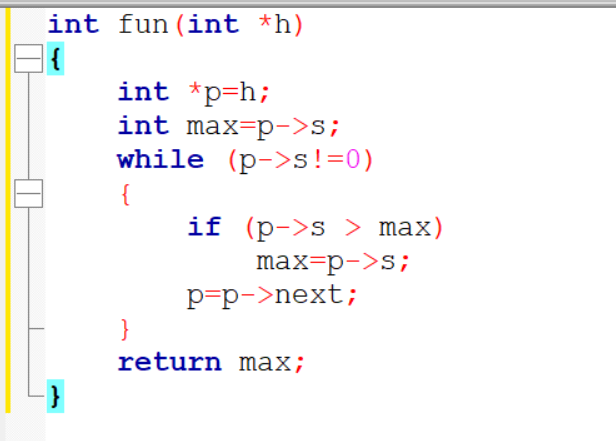 int fun(int *h)
{
int *p=h;
int max=p->s;
while (p->s!=0)
{
if (p->s > max)
max=p->s;
p=p->next;
}
return max;
}